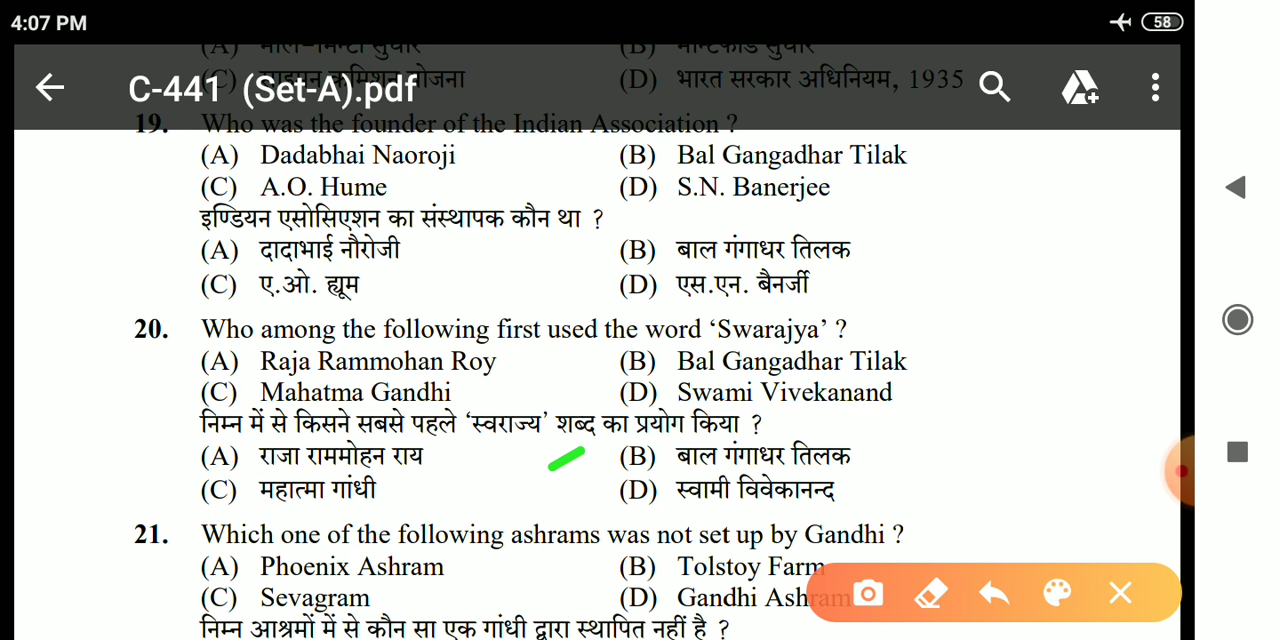 4:07 PM
58
C-441 (Set-A).pdf
(D) भारत सरकार अधिनियम, 1935
19. Who was the founder of the Indian Association ?
(A) Dadabhai Naoroji (B) Bal Gangadhar Tilak
(C) A.O. Hume (D) S.N. Banerjee
इण्डियन एसोसिएशन का संस्थापक कौन था ?
(A) दादाभाई नौरोजी (B) बाल गंगाधर तिलक
(C) ए.ओ. ह्यूम (D) एस.एन. बैनर्जी
20. Who among the following first used the word ‘Swarajya’ ?
(A) Raja Rammohan Roy (B) Bal Gangadhar Tilak
(C) Mahatma Gandhi (D) Swami Vivekanand
निम्न में से किसने सबसे पहले ‘स्वराज्य’ शब्द का प्रयोग किया ?
(A) राजा राममोहन राय (B) बाल गंगाधर तिलक
(C) महात्मा गांधी (D) स्वामी विवेकानन्द
21. Which one of the following ashrams was not set up by Gandhi ?
(A) Phoenix Ashram (B) Tolstoy Farm
(C) Sevagram (D) Gandhi Ashram
निम्न आश्रमों में से कौन सा एक गांधी द्वारा स्थापित नहीं है ?